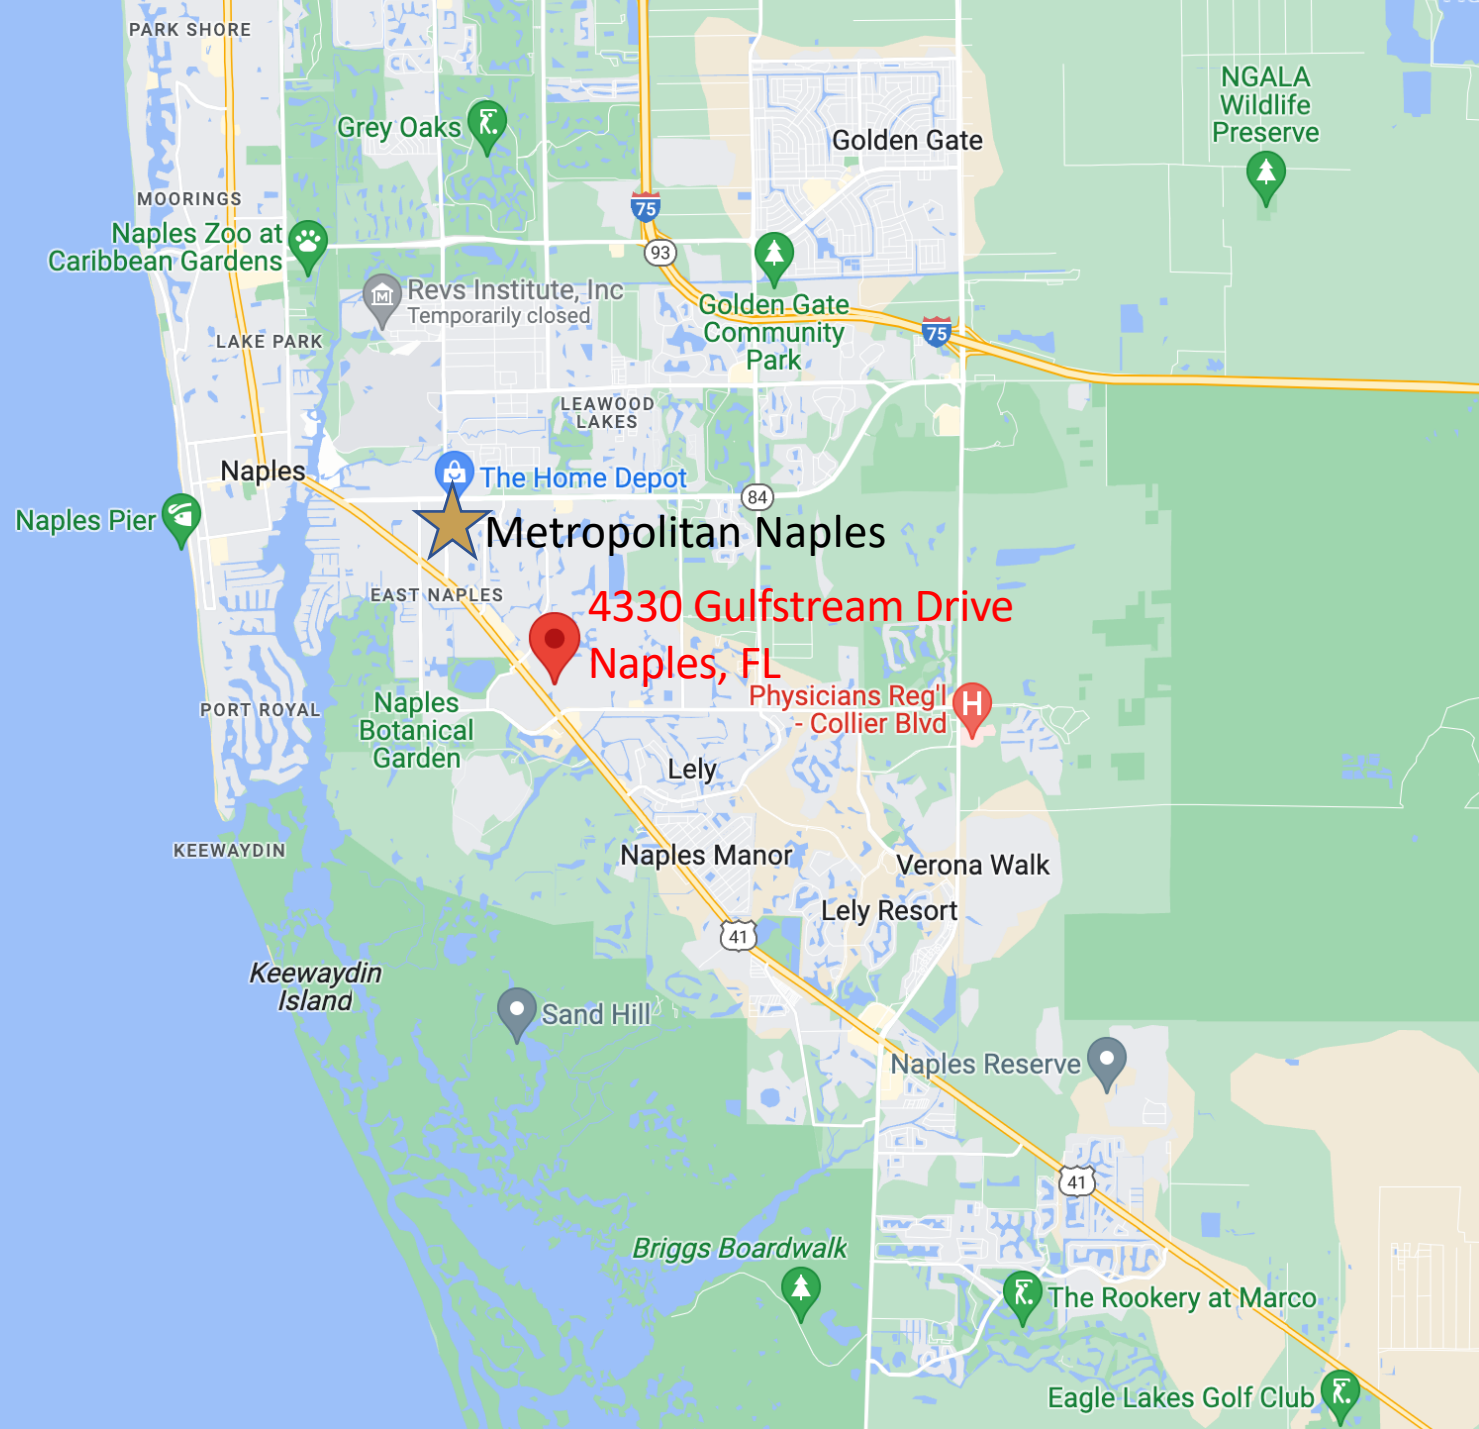 PARK SHORE
NGALA
Wildlife
Preserve
Grey Oaks
Golden Gate
MOORINGS
75
Naples Zoo at
Caribbean Gardens
93
Revs Institute, Inc
Temporarily closed
Golden Gate
Community
Park
75
LAKE PARK
LEAWOOD
LAKES
Naples
The Home Depot
84
Naples Pier
Metropolitan Naples
EAST NAPLES
4330 Gulfstream Drive
Naples, FL
Physicians Reg'l
- Collier Blvd
H
Naples
Botanical
Garden
PORT ROYAL
Lely
KEEWAYDIN
Naples Manor
Verona Walk
Lely Resort
41
Keewaydin
Island
Sand Hill
Naples Reserve
41
Briggs Boardwalk
The Rookery at Marco
Eagle Lakes Golf Club